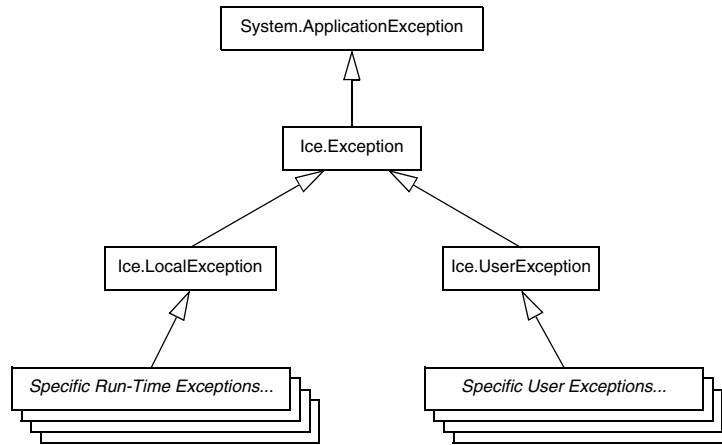 System.ApplicationException
Ice.Exception
Ice.LocalException
Ice.UserException
Specific Run-Time Exceptions...
Specific User Exceptions...